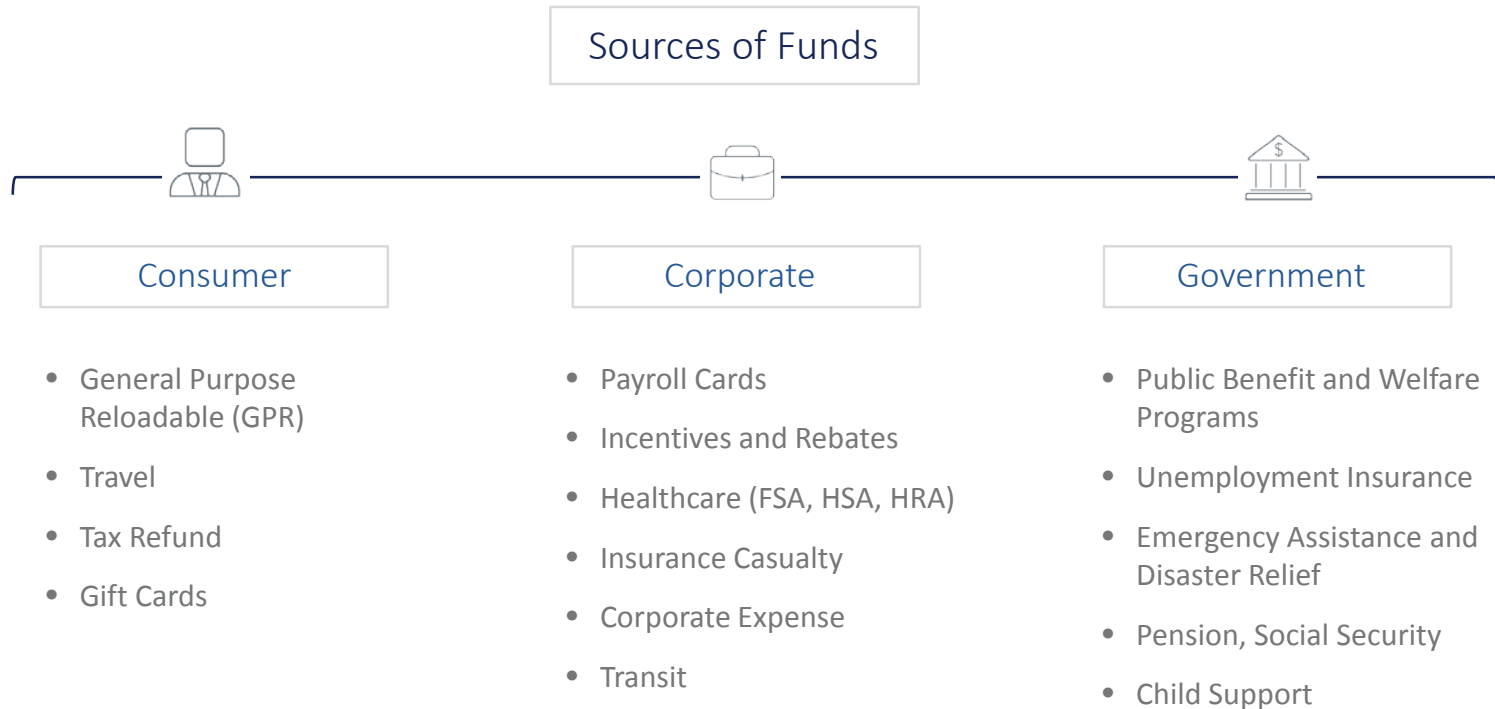 Sources of Funds
$
Consumer
• General Purpose
Reloadable (GPR)
• Travel
• Tax Refund
• Gift Cards
Corporate
• Payroll Cards
• Incentives and Rebates
• Healthcare (FSA, HSA, HRA)
• Insurance Casualty
• Corporate Expense
• Transit
Government
• Public Benefit and Welfare
Programs
• Unemployment Insurance
• Emergency Assistance and
Disaster Relief
• Pension, Social Security
• Child Support